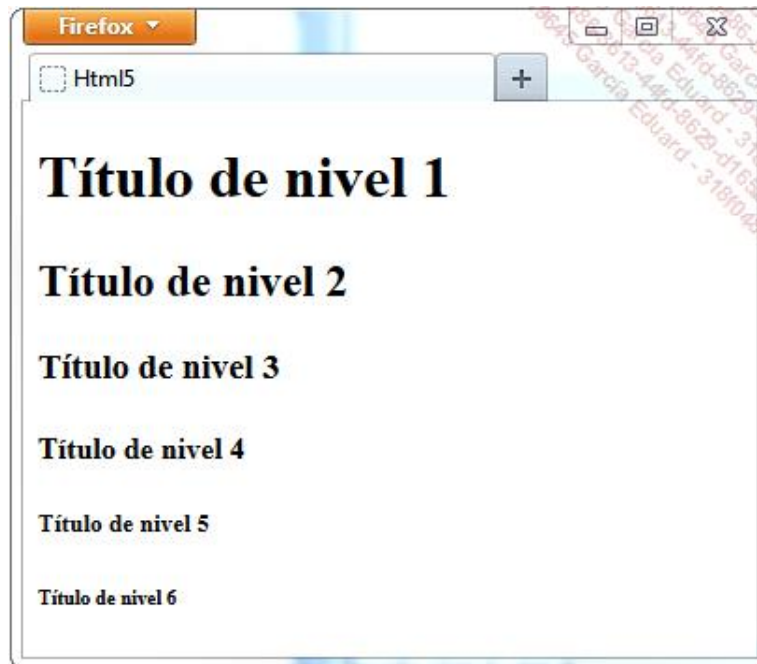 Firefox
Html5
Título de nivel 1
Título de nivel 2
Título de nivel 3
Título de nivel 4
Título de nivel 5
Título de nivel 6